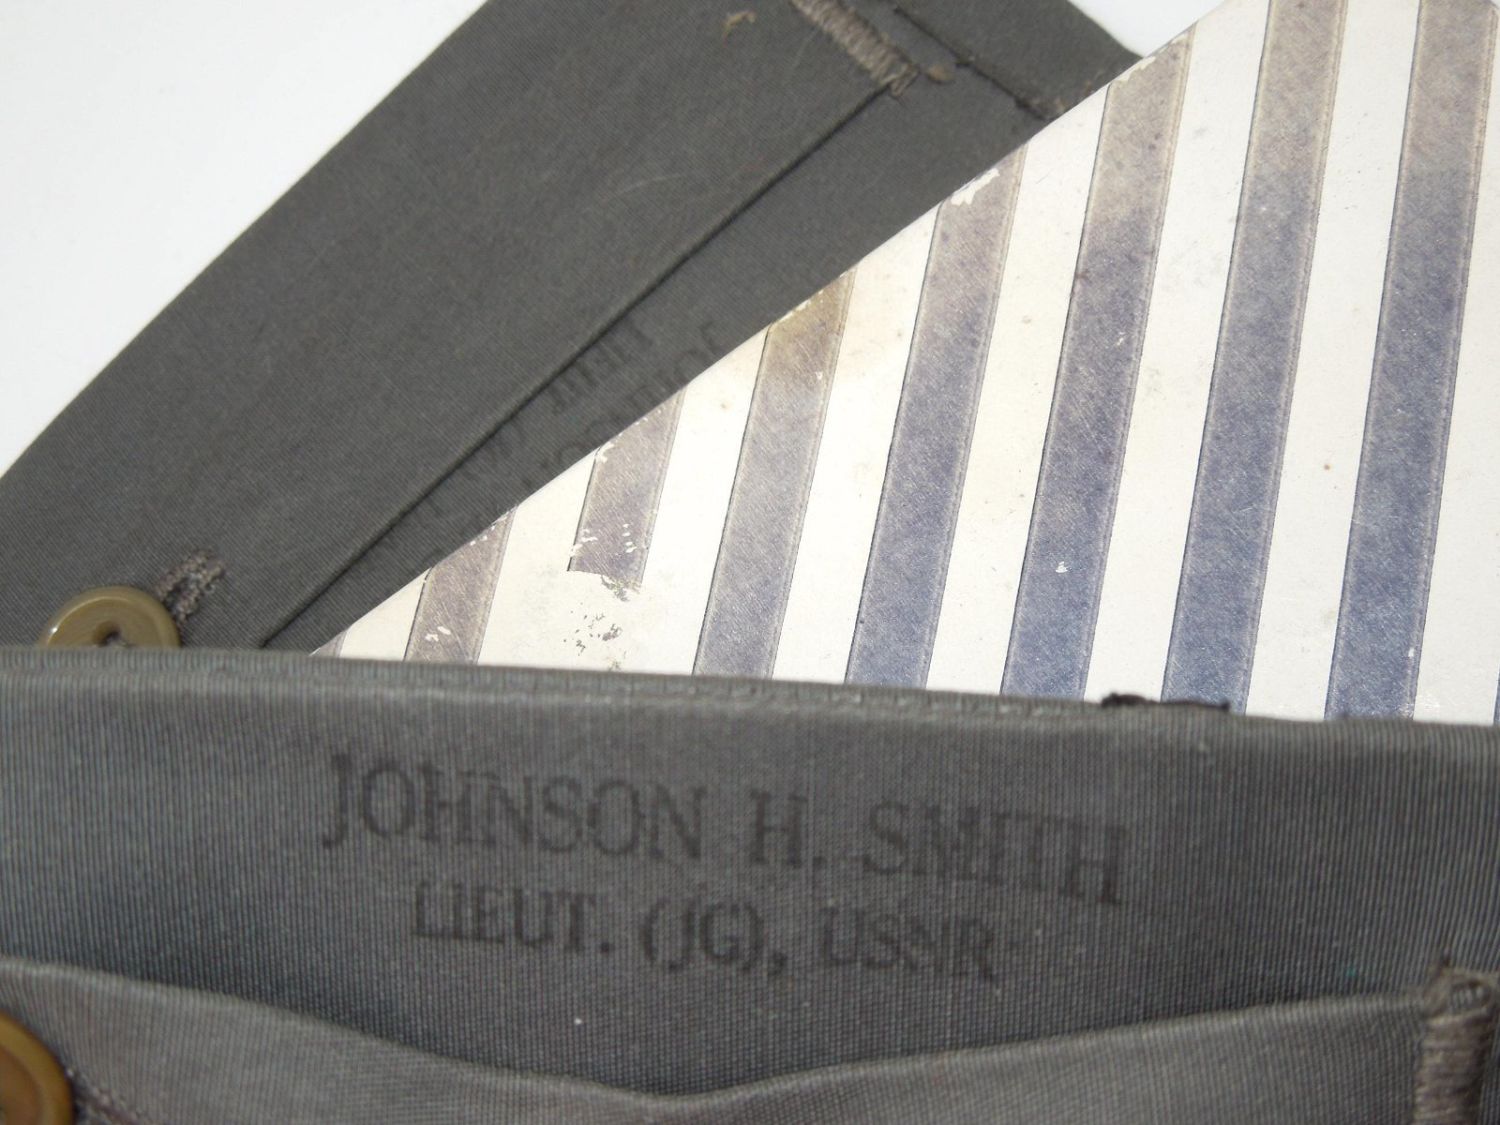 JOHNSON H. SMITH
LIEUT. (JG), USNR